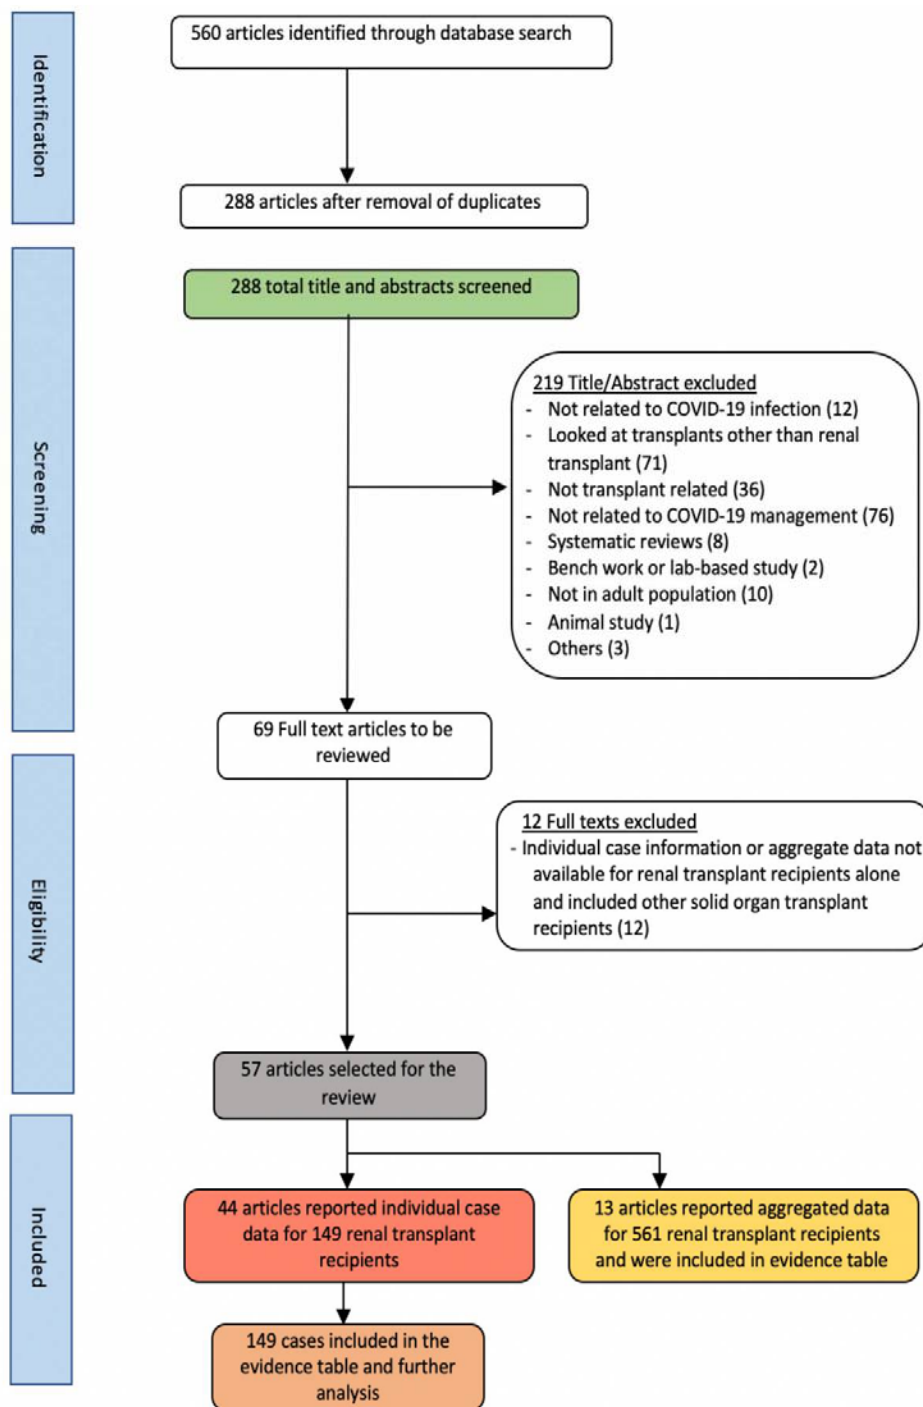 Identification
560 articles identified through database search
288 articles after removal of duplicates
Screening
288 total title and abstracts screened
219 Title/Abstract excluded
- Not related to COVID-19 infection (12)
- Looked at transplants other than renal
transplant (71)
- Not transplant related (36)
- Not related to COVID-19 management (76)
- Systematic reviews (8)
- Bench work or lab-based study (2)
- Not in adult population (10)
- Animal study (1)
- Others (3)
69 Full text articles to be
reviewed
Eligibility
12 Full texts excluded
- Individual case information or aggregate data not
available for renal transplant recipients alone
and included other solid organ transplant
recipients (12)
57 articles selected for the
review
Included
44 articles reported individual case
data for 149 renal transplant
recipients
13 articles reported aggregated data
for 561 renal transplant recipients
and were included in evidence table
149 cases included in the
evidence table and further
analysis